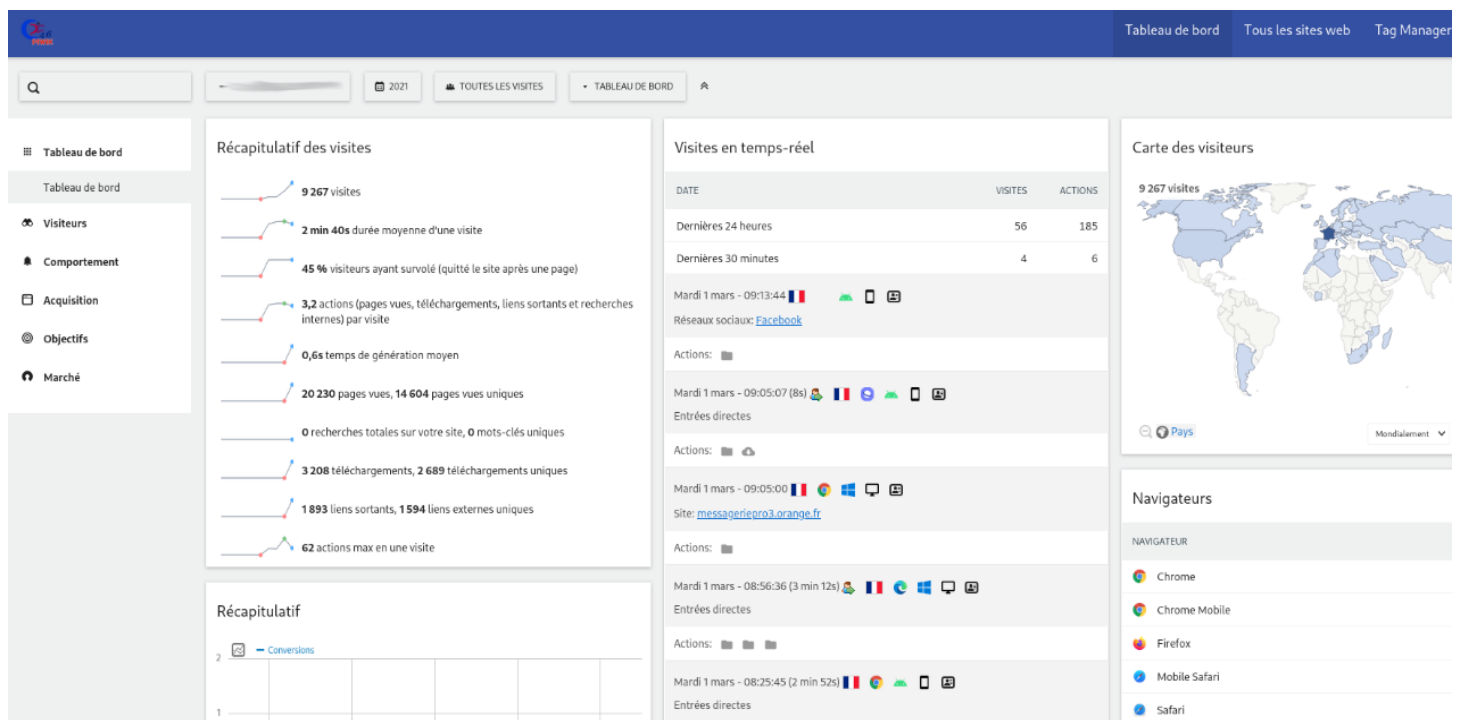 Tableau de bord
Tous les sites web
Tag Manager
2021
TOUTES LES VISITES
TABLEAU DE BORD
Tableau de bord
Tableau de bord
Visiteurs
Comportement
Acquisition
Objectifs
Marché
Récapitulatif des visites
9 267 visites
2 min 40s durée moyenne d'une visite
45 % visiteurs ayant survolé (quitté le site après une page)
3,2 actions (pages vues, téléchargements, liens sortants et recherches
internes) par visite
0,6s temps de génération moyen
20 230 pages vues, 14 604 pages vues uniques
0 recherches totales sur votre site, 0 mots-clés uniques
3 208 téléchargements, 2 689 téléchargements uniques
1 893 liens sortants, 1 594 liens externes uniques
62 actions max en une visite
Récapitulatif
Conversions
2
1
Visites en temps-réel
DATE VISITES ACTIONS
Dernières 24 heures 56 185
Dernières 30 minutes 4 6
Mardi 1 mars - 09:13:44
Réseaux sociaux: Facebook
Actions:
Mardi 1 mars - 09:05:07 (8s)
Entrées directes
Actions:
Mardi 1 mars - 09:05:00
Site: messageriepro3.orange.fr
Actions:
Mardi 1 mars - 08:56:36 (3 min 12s)
Entrées directes
Actions:
Mardi 1 mars - 08:25:45 (2 min 52s)
Entrées directes
Carte des visiteurs
9 267 visites
Pays
Mondialement
Navigateurs
NAVIGATEUR
Chrome
Chrome Mobile
Firefox
Mobile Safari
Safari